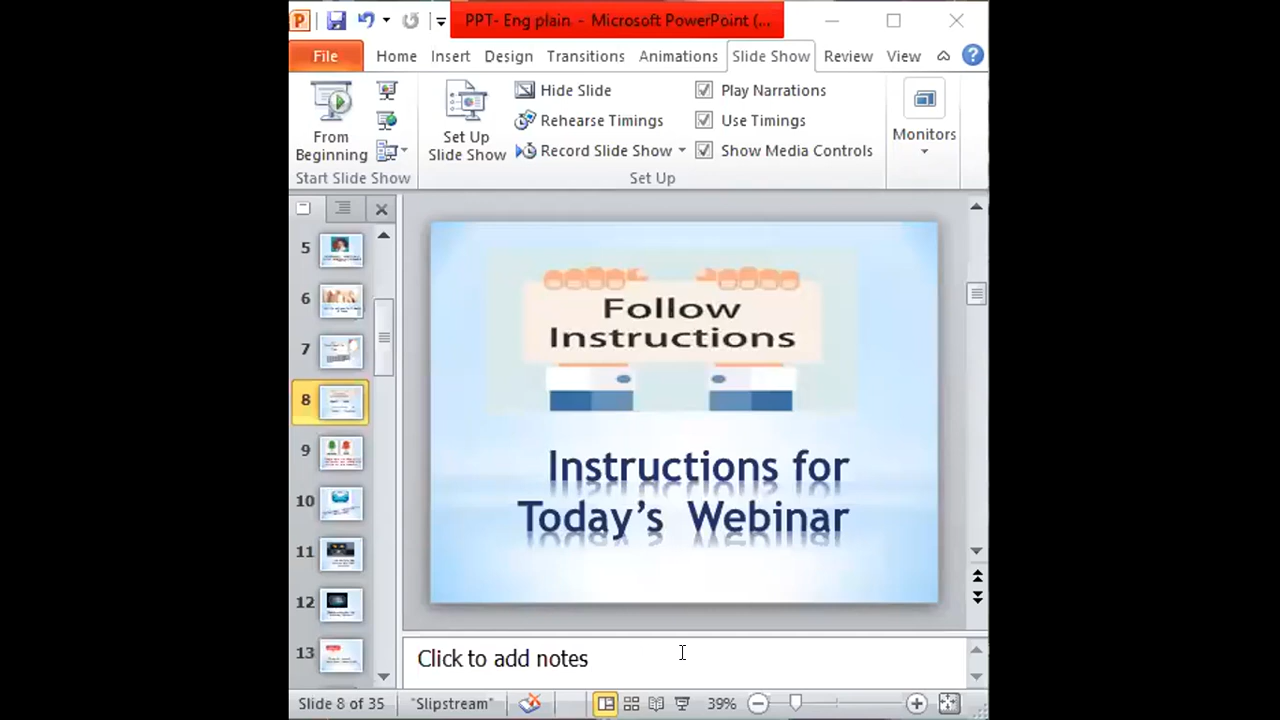 PPT- Eng plain - Microsoft PowerPoint (...
File Home Insert Design Transitions Animations Slide Show Review View
From Beginning
Set Up Slide Show
Hide Slide
Rehearse Timings
Record Slide Show
Play Narrations
Use Timings
Show Media Controls
Monitors
Start Slide Show
Set Up
5
6
7
8
9
10
11
12
13
Follow
Instructions
Instructions for
Today’s Webinar
Click to add notes
Slide 8 of 35
"Slipstream"
39%